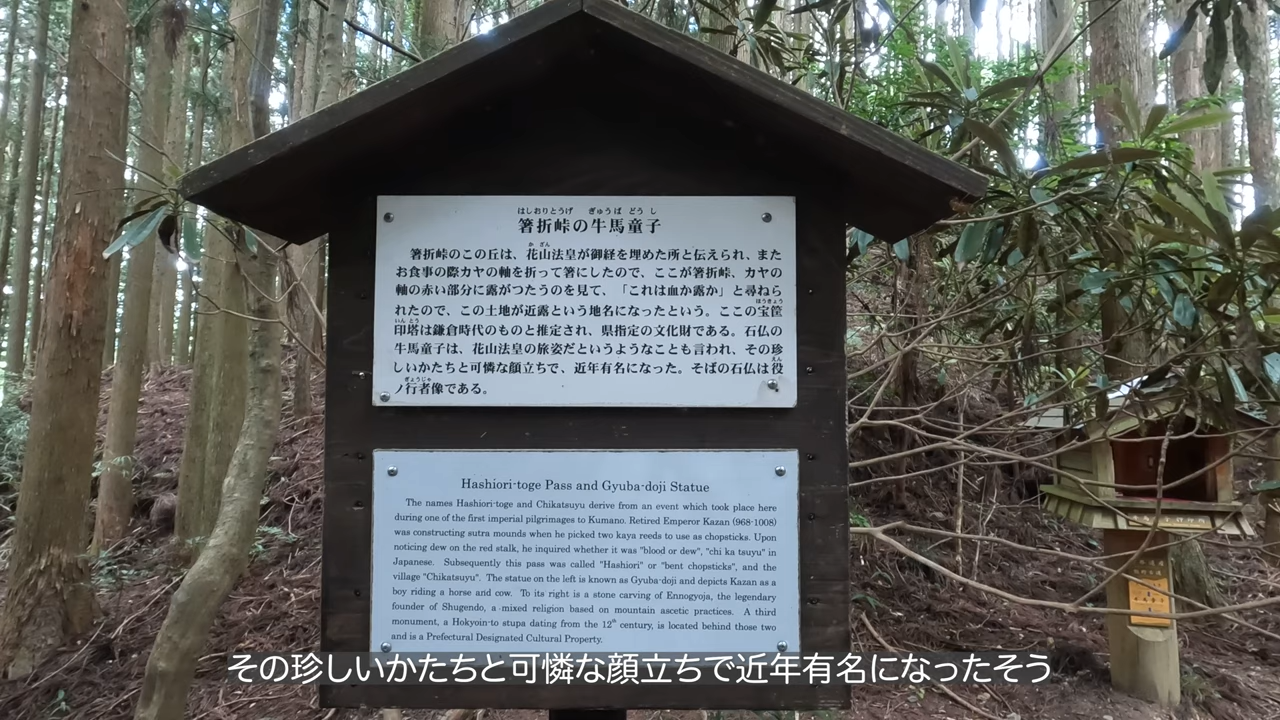 はしおりとうげ ぎゅうば どう し
箸折峠の牛馬童子
か ざん
箸折峠のこの丘は、花山法皇が御経を埋めた所と伝えられ、また
お食事の際カヤの軸を折って箸にしたので、ここが箸折峠、カヤの
軸の赤い部分に露がつたうのを見て、「これは血か露か」と尋ねら
れたので、この土地が近露という地名になったという。ここの宝筐
ほうきょう
印塔は鎌倉時代のものと推定され、県指定の文化財である。石仏の
いんとう
牛馬童子は、花山法皇の旅姿だというようなことも言われ、その珍
しいかたちと可憐な顔立ちで、近年有名になった。そばの石仏は役
えん
ノ行者像である。
ぎょうじゃ
Hashiori-toge Pass and Gyuba-doji Statue
The names Hashiori-toge and Chikatsuyu derive from an event which took place here
during one of the first imperial pilgrimages to Kumano. Retired Emperor Kazan (968-1008)
was constructing sutra mounds when he picked two kaya reeds to use as chopsticks. Upon
noticing dew on the red stalk, he inquired whether it was "blood or dew", "chi ka tsuyu" in
Japanese. Subsequently this pass was called "Hashiori" or "bent chopsticks", and the
village "Chikatsuyu". The statue on the left is known as Gyuba-doji and depicts Kazan as a
boy riding a horse and cow. To its right is a stone carving of Ennogyoja, the legendary
founder of Shugendo, a mixed religion based on mountain ascetic practices. A third
monument, a Hokyoin-to stupa dating from the 12th century, is located behind those two
and is a Prefectural Designated Cultural Property.
その珍しいかたちと可憐な顔立ちで近年有名になったそう